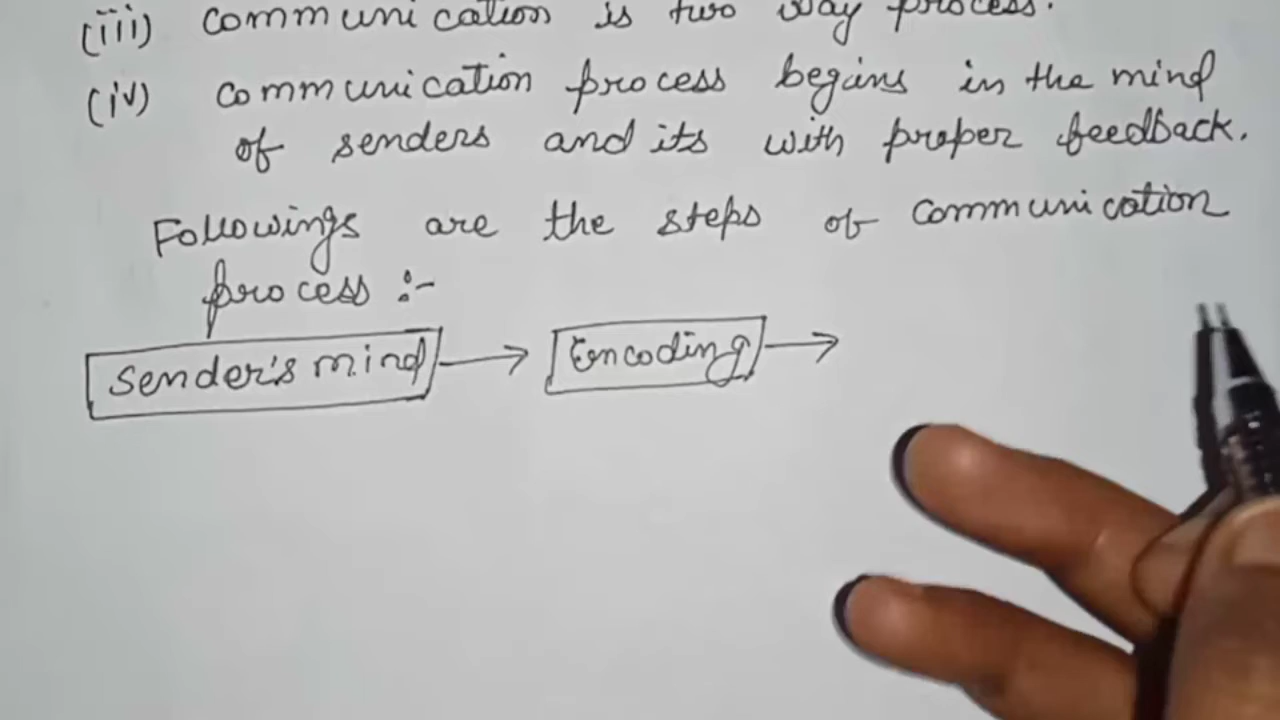 (iii) communication is two way process.
(iv) communication process begins in the mind
of senders and its with proper feedback.
Followings are the steps of communication
process :-
Sender's mind → Encoding →